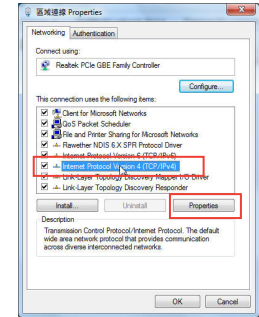 區域連線 Properties
Networking Authentication
Connect using:
Realtek PCIe GBE Family Controller
Configure...
This connection uses the following items:
Client for Microsoft Networks
QoS Packet Scheduler
File and Printer Sharing for Microsoft Networks
Rawether NDIS 6.X SPR Protocol Driver
Internet Protocol Version 6 (TCP/IPv6)
Internet Protocol Version 4 (TCP/IPv4)
Link-Layer Topology Discovery Mapper I/O Driver
Link-Layer Topology Discovery Responder
Install... Uninstall Properties
Description
Transmission Control Protocol/Internet Protocol. The default
wide area network protocol that provides communication
across diverse interconnected networks.
OK Cancel